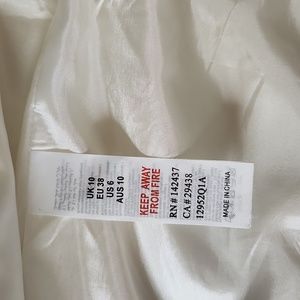 UK 10
EU 38
US 6
AUS 10
KEEP AWAY
FROM FIRE
RN# 142437
CA# 29438
12952Q1A
MADE IN CHINA